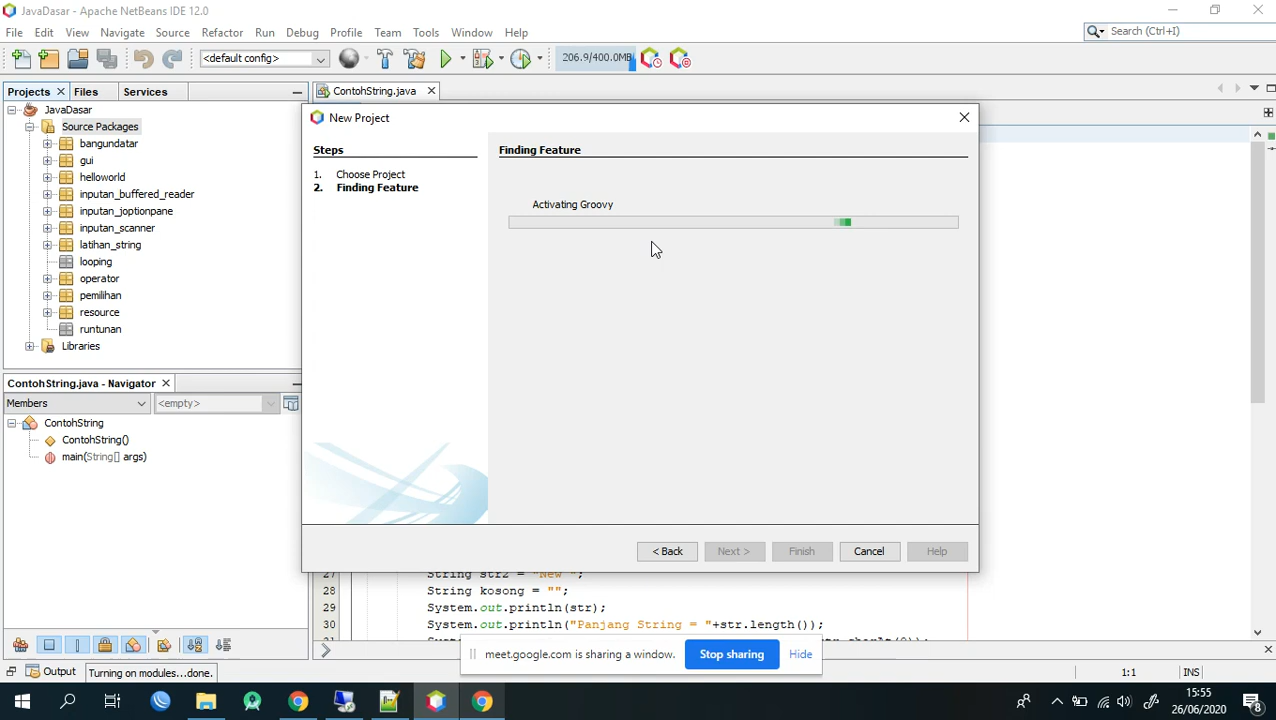 JavaDasar - Apache NetBeans IDE 12.0
File Edit View Navigate Source Refactor Run Debug Profile Team Tools Window Help
Search (Ctrl+I)
<default config>
206.9/400.0MB
Projects Files Services
ContohString.java
JavaDasar
Source Packages
bangundatar
gui
helloworld
inputan_buffered_reader
inputan_joptionpane
inputan_scanner
latihan_string
looping
operator
pemilihan
resource
runtunan
Libraries
New Project
Steps
1. Choose Project
2. Finding Feature
Finding Feature
Activating Groovy
< Back Next > Finish Cancel Help
ContohString.java - Navigator
Members <empty>
ContohString
ContohString()
main(String[] args)
27 String str2 = "New ";
28 String kosong = "";
29 System.out.println(str);
30 System.out.println("Panjang String = "+str.length());
31
meet.google.com is sharing a window. Stop sharing Hide
Output Turning on modules...done. 1:1 INS
15:55
26/06/2020
8